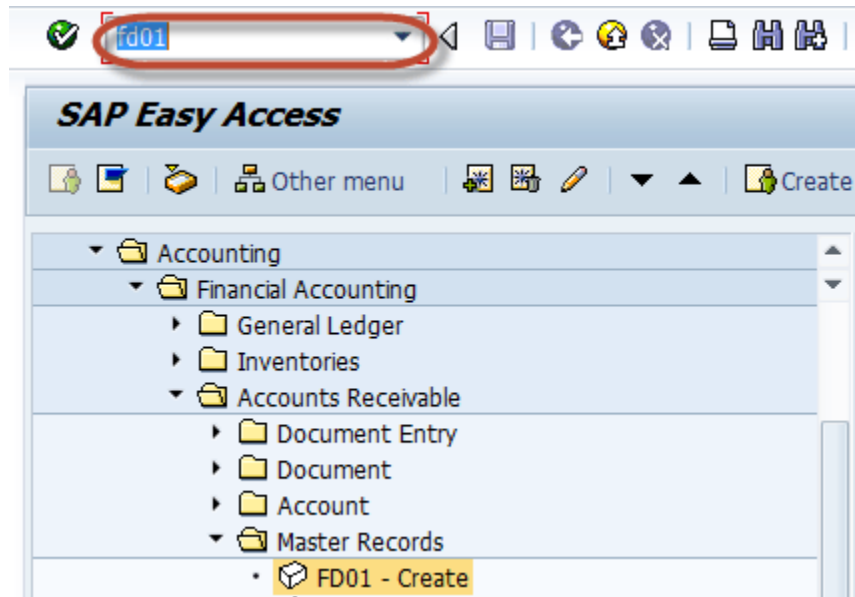 fd01
SAP Easy Access
Other menu Create
Accounting
Financial Accounting
General Ledger
Inventories
Accounts Receivable
Document Entry
Document
Account
Master Records
FD01 - Create